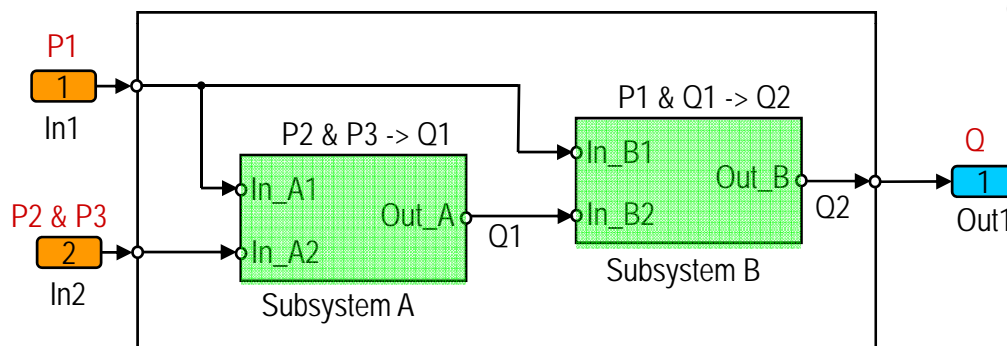 P1
1
In1
P2 & P3
2
In2
P2 & P3 -> Q1
In_A1
In_A2
Out_A
Subsystem A
Q1
P1 & Q1 -> Q2
In_B1
In_B2
Out_B
Subsystem B
Q2
Q
1
Out1